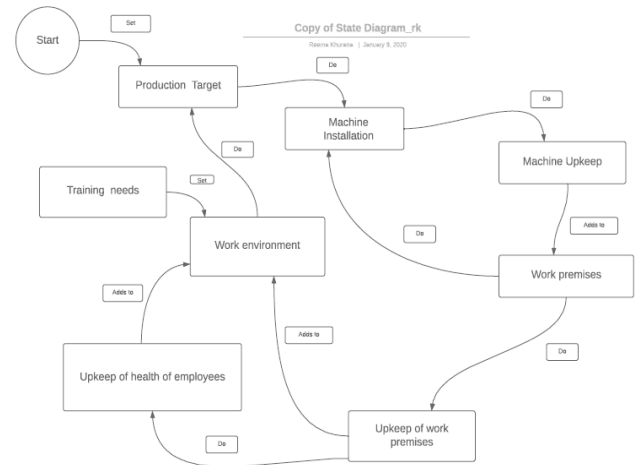 Copy of State Diagram_rk
Reema Khurana | January 9, 2020
Start
Set
Production Target
Do
Machine
Installation
Do
Machine Upkeep
Do
Training needs
Set
Work environment
Do
Adds to
Work premises
Adds to
Adds to
Do
Upkeep of health of employees
Upkeep of work
premises
Do